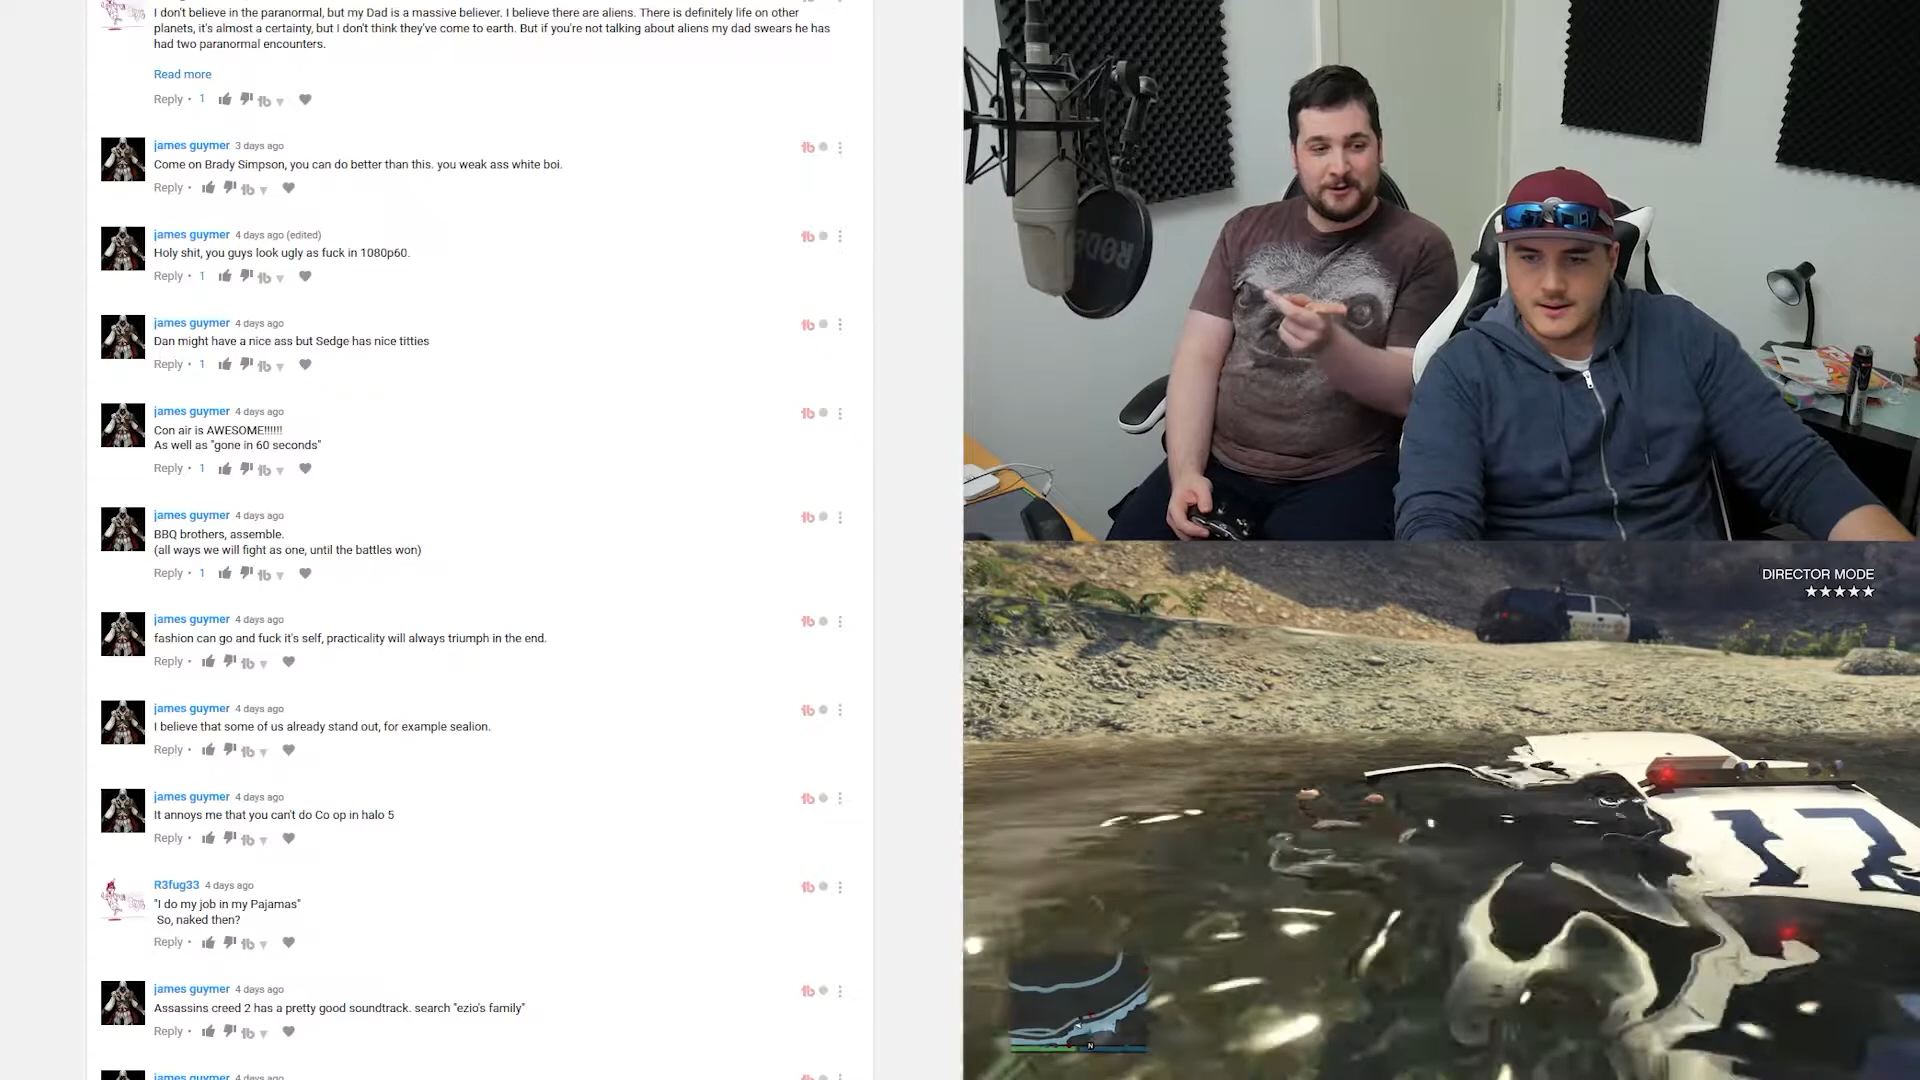 I don't believe in the paranormal, but my Dad is a massive believer. I believe there are aliens. There is definitely life on other
planets, it's almost a certainty, but I don't think they've come to earth. But if you're not talking about aliens my dad swears he has
had two paranormal encounters.
Read more
Reply • 1
james guymer 3 days ago
Come on Brady Simpson, you can do better than this. you weak ass white boi.
Reply •
james guymer 4 days ago (edited)
Holy shit, you guys look ugly as fuck in 1080p60.
Reply • 1
james guymer 4 days ago
Dan might have a nice ass but Sedge has nice titties
Reply • 1
james guymer 4 days ago
Con air is AWESOME!!!!!!
As well as "gone in 60 seconds"
Reply • 1
james guymer 4 days ago
BBQ brothers, assemble.
(all ways we will fight as one, until the battles won)
Reply • 1
james guymer 4 days ago
fashion can go and fuck it's self, practicality will always triumph in the end.
Reply •
james guymer 4 days ago
I believe that some of us already stand out, for example sealion.
Reply •
james guymer 4 days ago
It annoys me that you can't do Co op in halo 5
Reply •
R3fug33 4 days ago
"I do my job in my Pajamas"
So, naked then?
Reply •
james guymer 4 days ago
Assassins creed 2 has a pretty good soundtrack. search "ezio's family"
Reply •
james guymer 4 days ago
RODE
DIRECTOR MODE
17
N